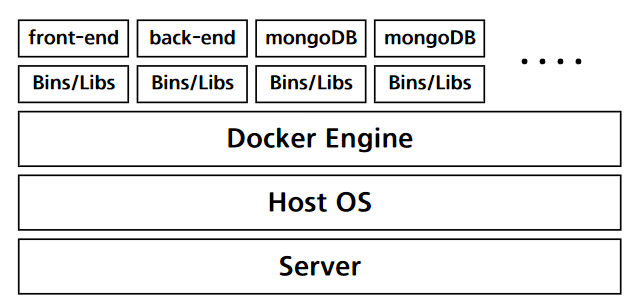 front-end back-end mongoDB mongoDB
Bins/Libs Bins/Libs Bins/Libs Bins/Libs
. . . .
Docker Engine
Host OS
Server